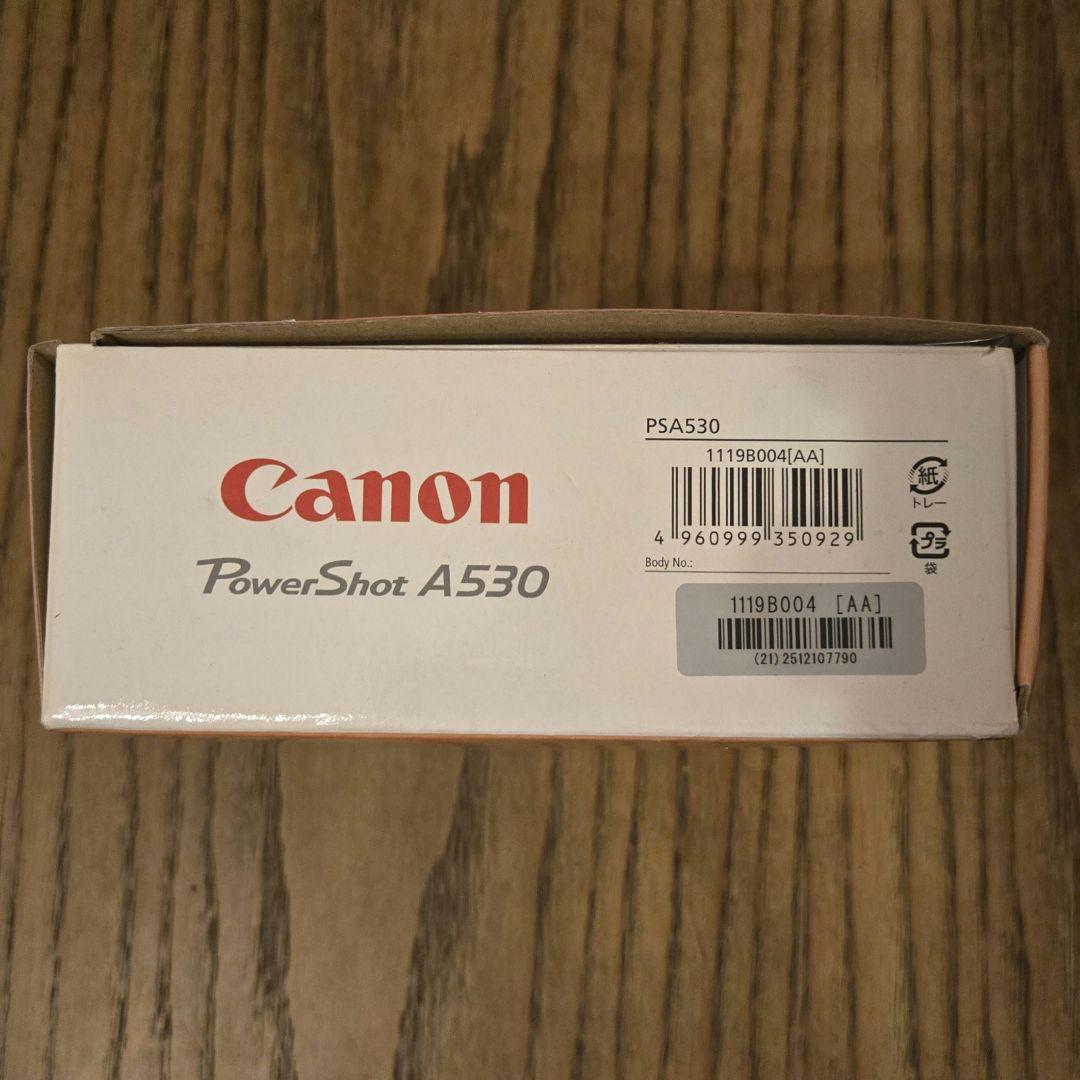 Canon
PowerShot A530
PSA530
1119B004[AA]
4 960999 350929
Body No.:
1119B004 [AA]
(21)2512107790
紙
トレー
プラ
袋